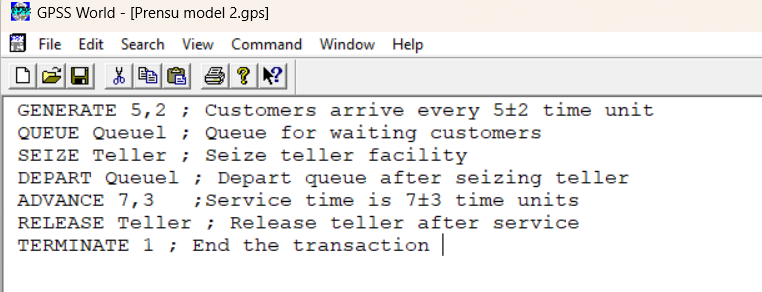 GPSS World - [Prensu model 2.gps]
File Edit Search View Command Window Help
GENERATE 5,2 ; Customers arrive every 5±2 time unit
QUEUE Queuel ; Queue for waiting customers
SEIZE Teller ; Seize teller facility
DEPART Queuel ; Depart queue after seizing teller
ADVANCE 7,3 ;Service time is 7±3 time units
RELEASE Teller ; Release teller after service
TERMINATE 1 ; End the transaction